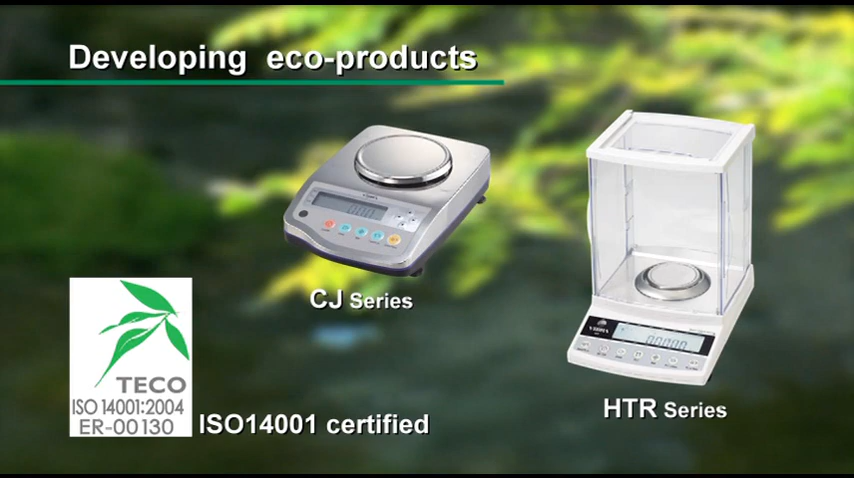 Developing eco-products
CJ Series
TECO
ISO 14001:2004
ER-00130
ISO14001 certified
HTR Series